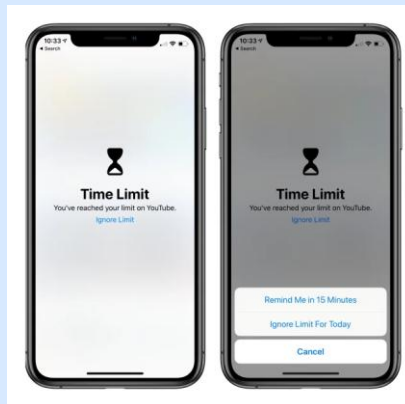 10:33
Search
Time Limit
You've reached your limit on YouTube.
Ignore Limit
10:33
Search
Time Limit
You've reached your limit on YouTube.
Ignore Limit
Remind Me in 15 Minutes
Ignore Limit For Today
Cancel